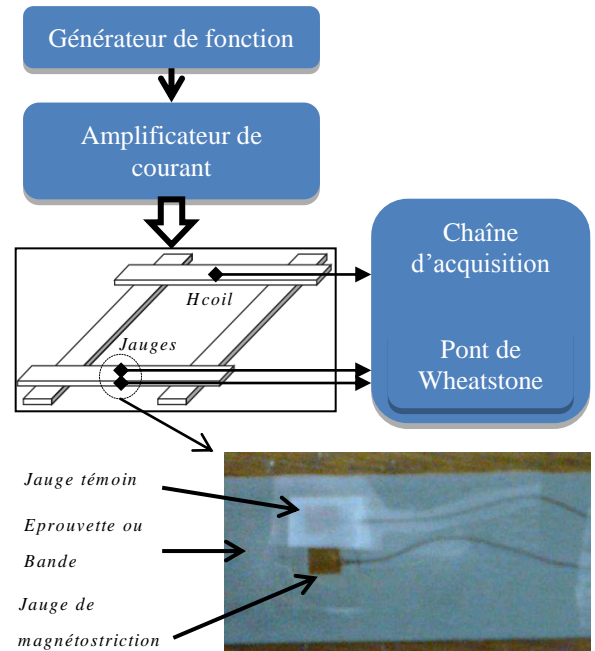 Générateur de fonction
Amplificateur de
courant
Chaîne
d'acquisition
Hcoil
Jauges
Pont de
Wheatstone
Jauge témoin
Eprouvette ou
Bande
Jauge de
magnétostriction